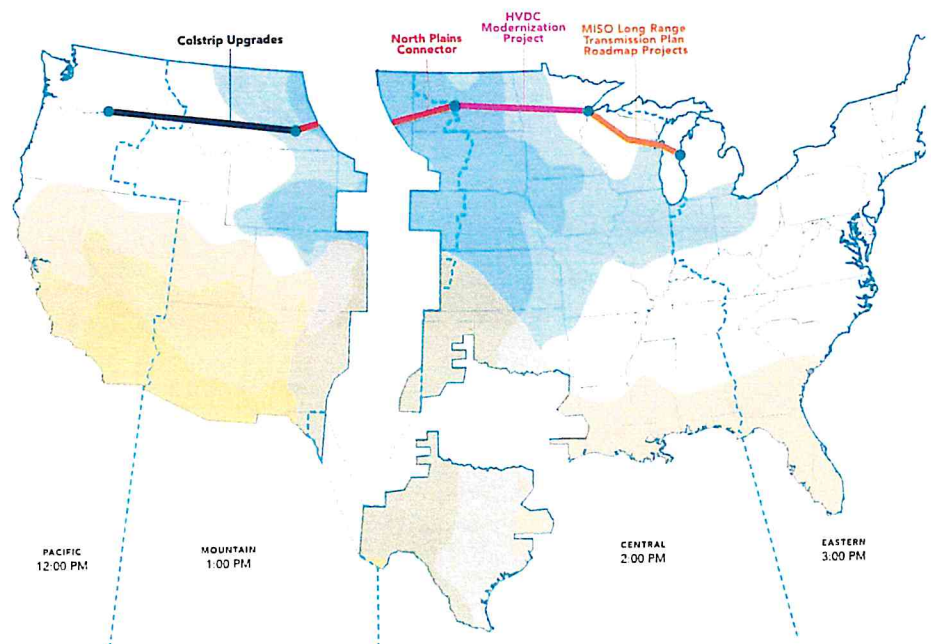 Colstrip Upgrades
North Plains
Connector
HVDC
Modernization
Project
MISO Long Range
Transmission Plan
Roadmap Projects
PACIFIC
12:00 PM
MOUNTAIN
1:00 PM
CENTRAL
2:00 PM
EASTERN
3:00 PM